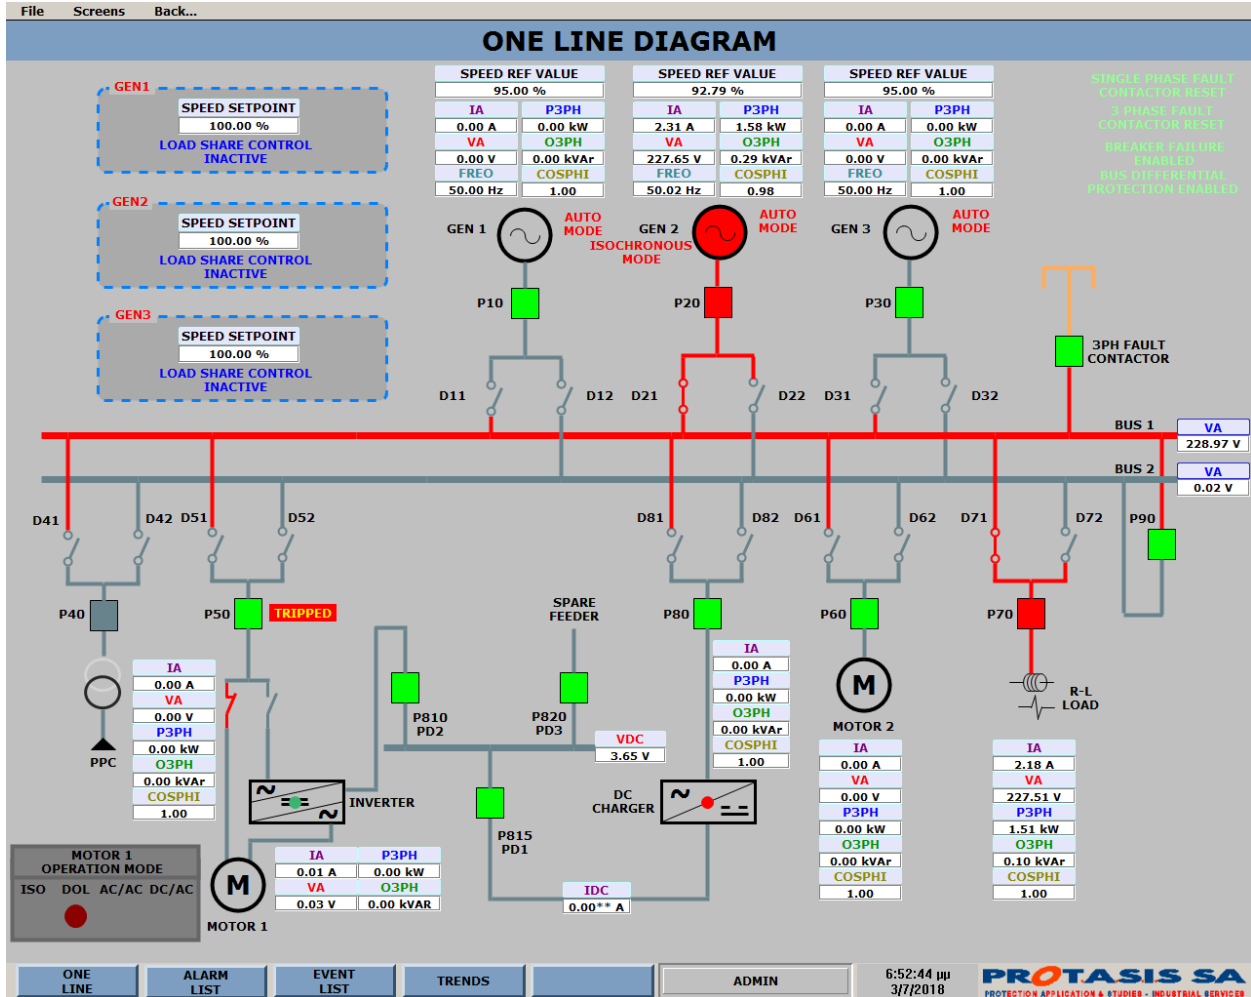 File Screens Back...
ONE LINE DIAGRAM
GEN1
SPEED SETPOINT
100.00 %
LOAD SHARE CONTROL
INACTIVE
GEN2
SPEED SETPOINT
100.00 %
LOAD SHARE CONTROL
INACTIVE
GEN3
SPEED SETPOINT
100.00 %
LOAD SHARE CONTROL
INACTIVE
SPEED REF VALUE
95.00 %
IA P3PH
0.00 A 0.00 kW
VA O3PH
0.00 V 0.00 kVAr
FREO COSPHI
50.00 Hz 1.00
SPEED REF VALUE
92.79 %
IA P3PH
2.31 A 1.58 kW
VA O3PH
227.65 V 0.29 kVAr
FREO COSPHI
50.02 Hz 0.98
SPEED REF VALUE
95.00 %
IA P3PH
0.00 A 0.00 kW
VA O3PH
0.00 V 0.00 kVAr
FREO COSPHI
50.00 Hz 1.00
SINGLE PHASE FAULT
CONTACTOR RESET
3 PHASE FAULT
CONTACTOR RESET
BREAKER FAILURE
ENABLED
BUS DIFFERENTIAL
PROTECTION ENABLED
GEN 1
AUTO
MODE
GEN 2
ISOCHRONOUS
MODE
AUTO
MODE
GEN 3
AUTO
MODE
P10
P20
P30
3PH FAULT
CONTACTOR
D11
D12
D21
D22
D31
D32
BUS 1
VA
228.97 V
BUS 2
VA
0.02 V
D41
D42
D51
D52
D81
D82
D61
D62
D71
D72
P90
P40
P50
TRIPPED
SPARE
FEEDER
P80
P60
P70
PPC
IA
0.00 A
VA
0.00 V
P3PH
0.00 kW
O3PH
0.00 kVAr
COSPHI
1.00
P810
PD2
P820
PD3
VDC
3.65 V
IA
0.00 A
P3PH
0.00 kW
O3PH
0.00 kVAr
COSPHI
1.00
M
MOTOR 2
R-L
LOAD
IA
0.00 A
VA
0.00 V
P3PH
0.00 kW
O3PH
0.00 kVAr
COSPHI
1.00
IA
2.18 A
VA
227.51 V
P3PH
1.51 kW
O3PH
0.10 kVAr
COSPHI
1.00
INVERTER
DC
CHARGER
P815
PD1
IDC
0.00** A
MOTOR 1
OPERATION MODE
ISO DOL AC/AC DC/AC
M
MOTOR 1
IA P3PH
0.01 A 0.00 kW
VA O3PH
0.03 V 0.00 kVAR
ONE
LINE
ALARM
LIST
EVENT
LIST
TRENDS
ADMIN
6:52:44 μμ
3/7/2018
PROTASIS SA
PROTECTION APPLICATION & STUDIES - INDUSTRIAL SERVICES